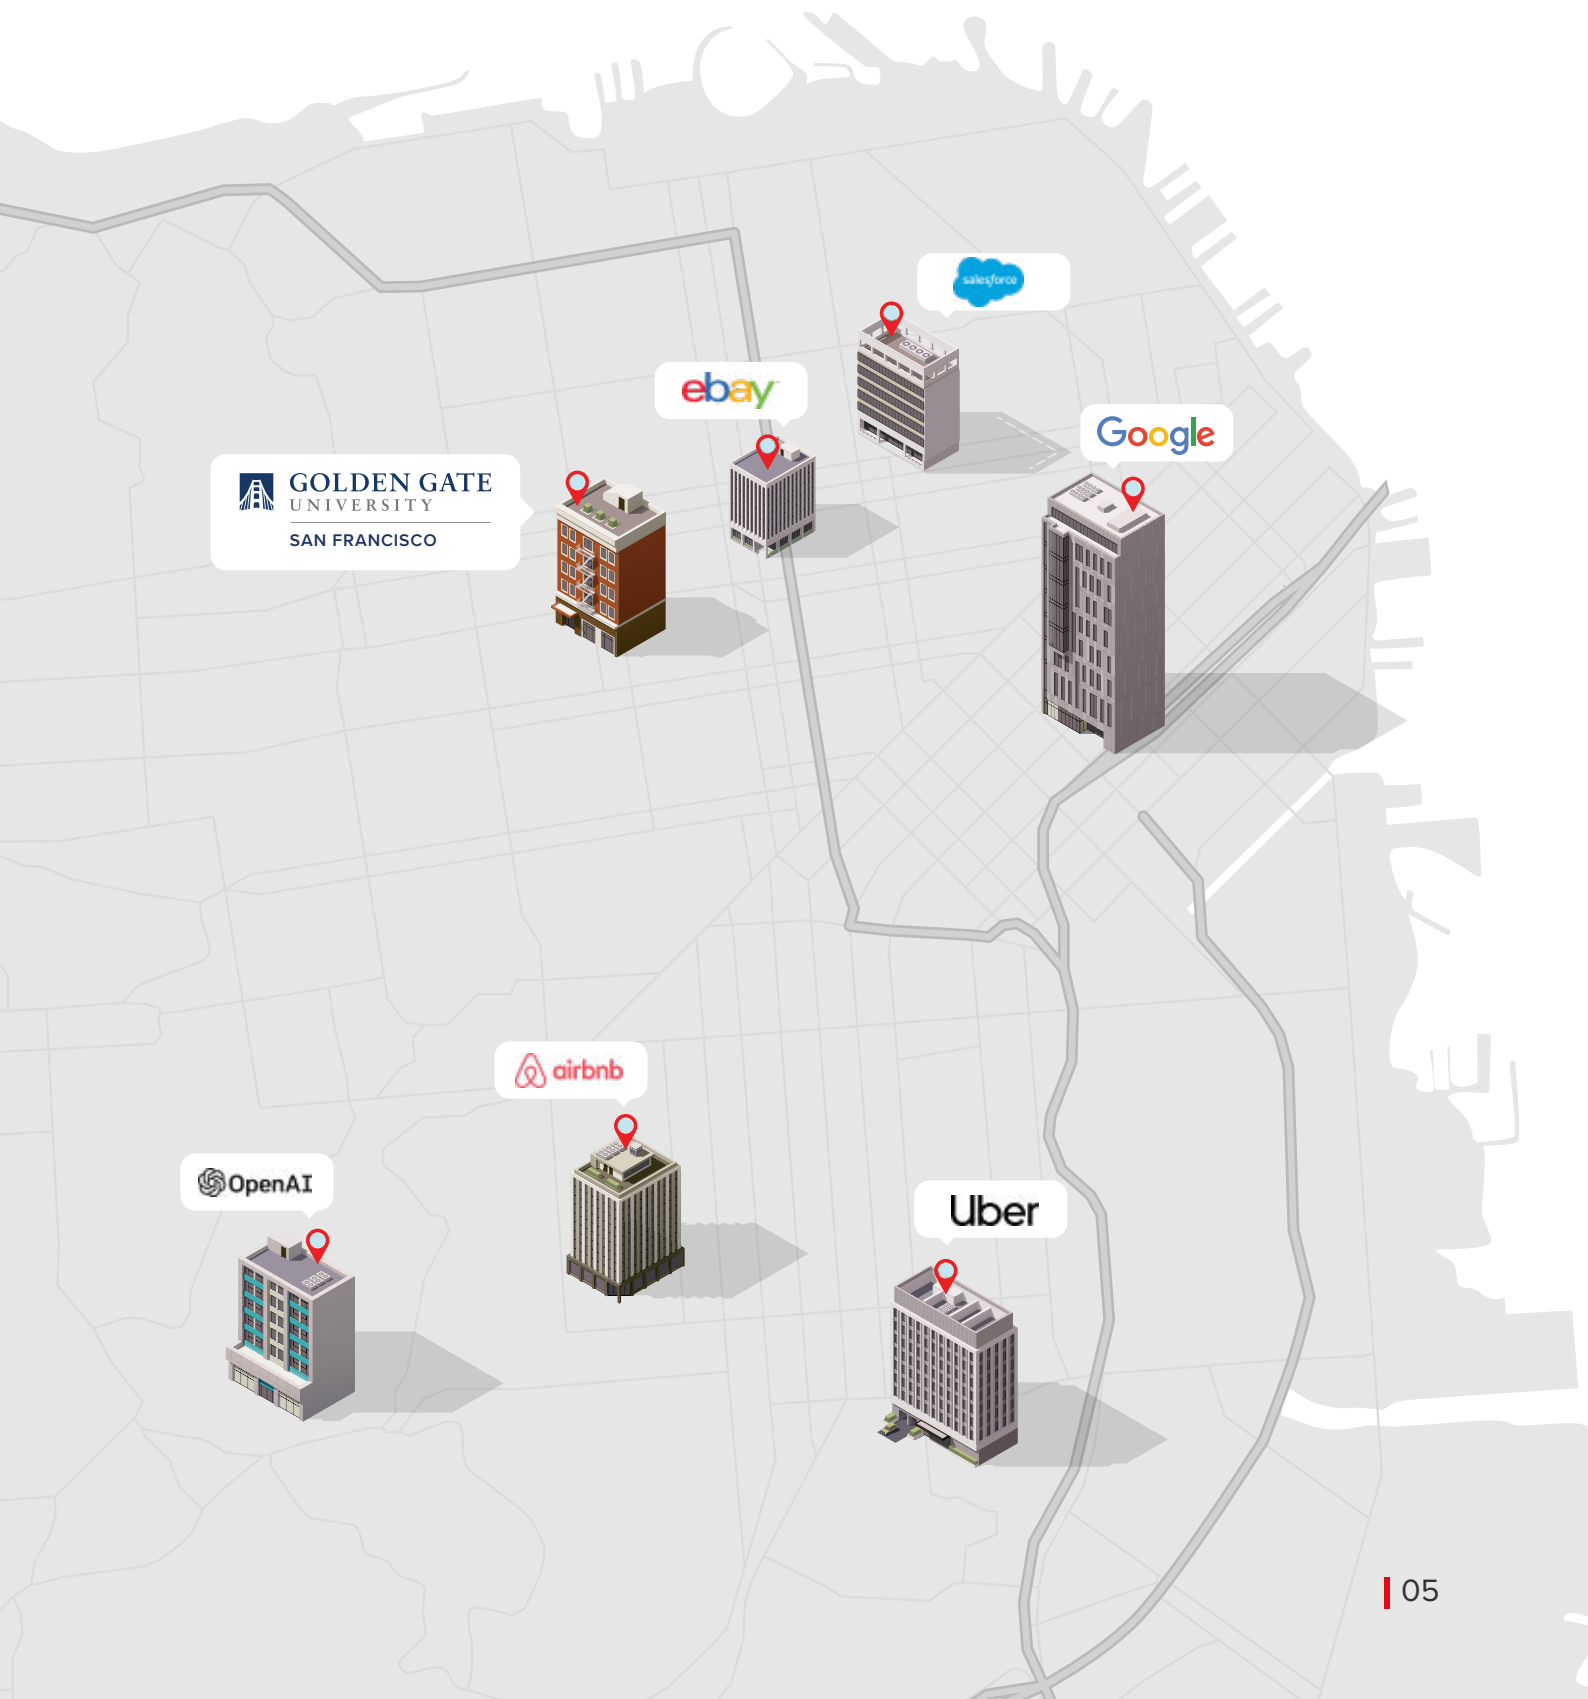 salesforce
ebay
Google
GOLDEN GATE
UNIVERSITY
SAN FRANCISCO
airbnb
OpenAI
Uber
05